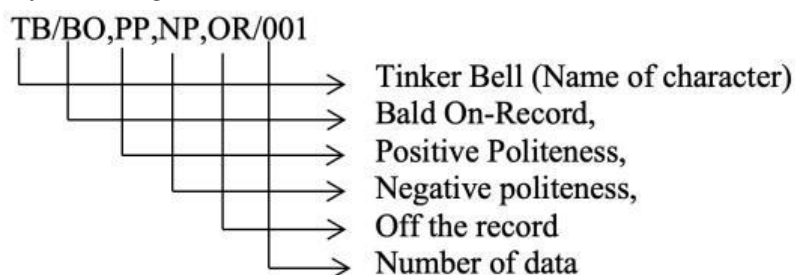 TB/BO,PP,NP,OR/001
Tinker Bell (Name of character)
Bald On-Record,
Positive Politeness,
Negative politeness,
Off the record
Number of data